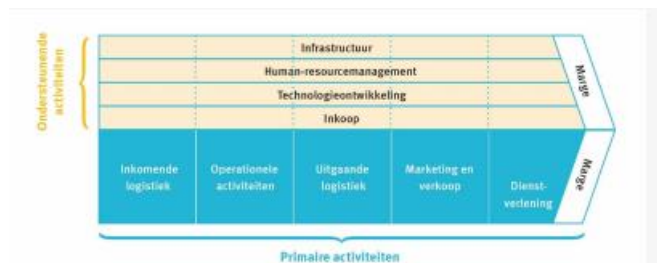 Ondersteunende
activiteiten
Infrastructuur
Human-resourcemanagement
Technologieontwikkeling
Inkoop
Marge
Inkomende
logistiek
Operationele
activiteiten
Uitgaande
logistiek
Marketing en
verkoop
Dienst-
verlening
Marge
Primaire activiteiten